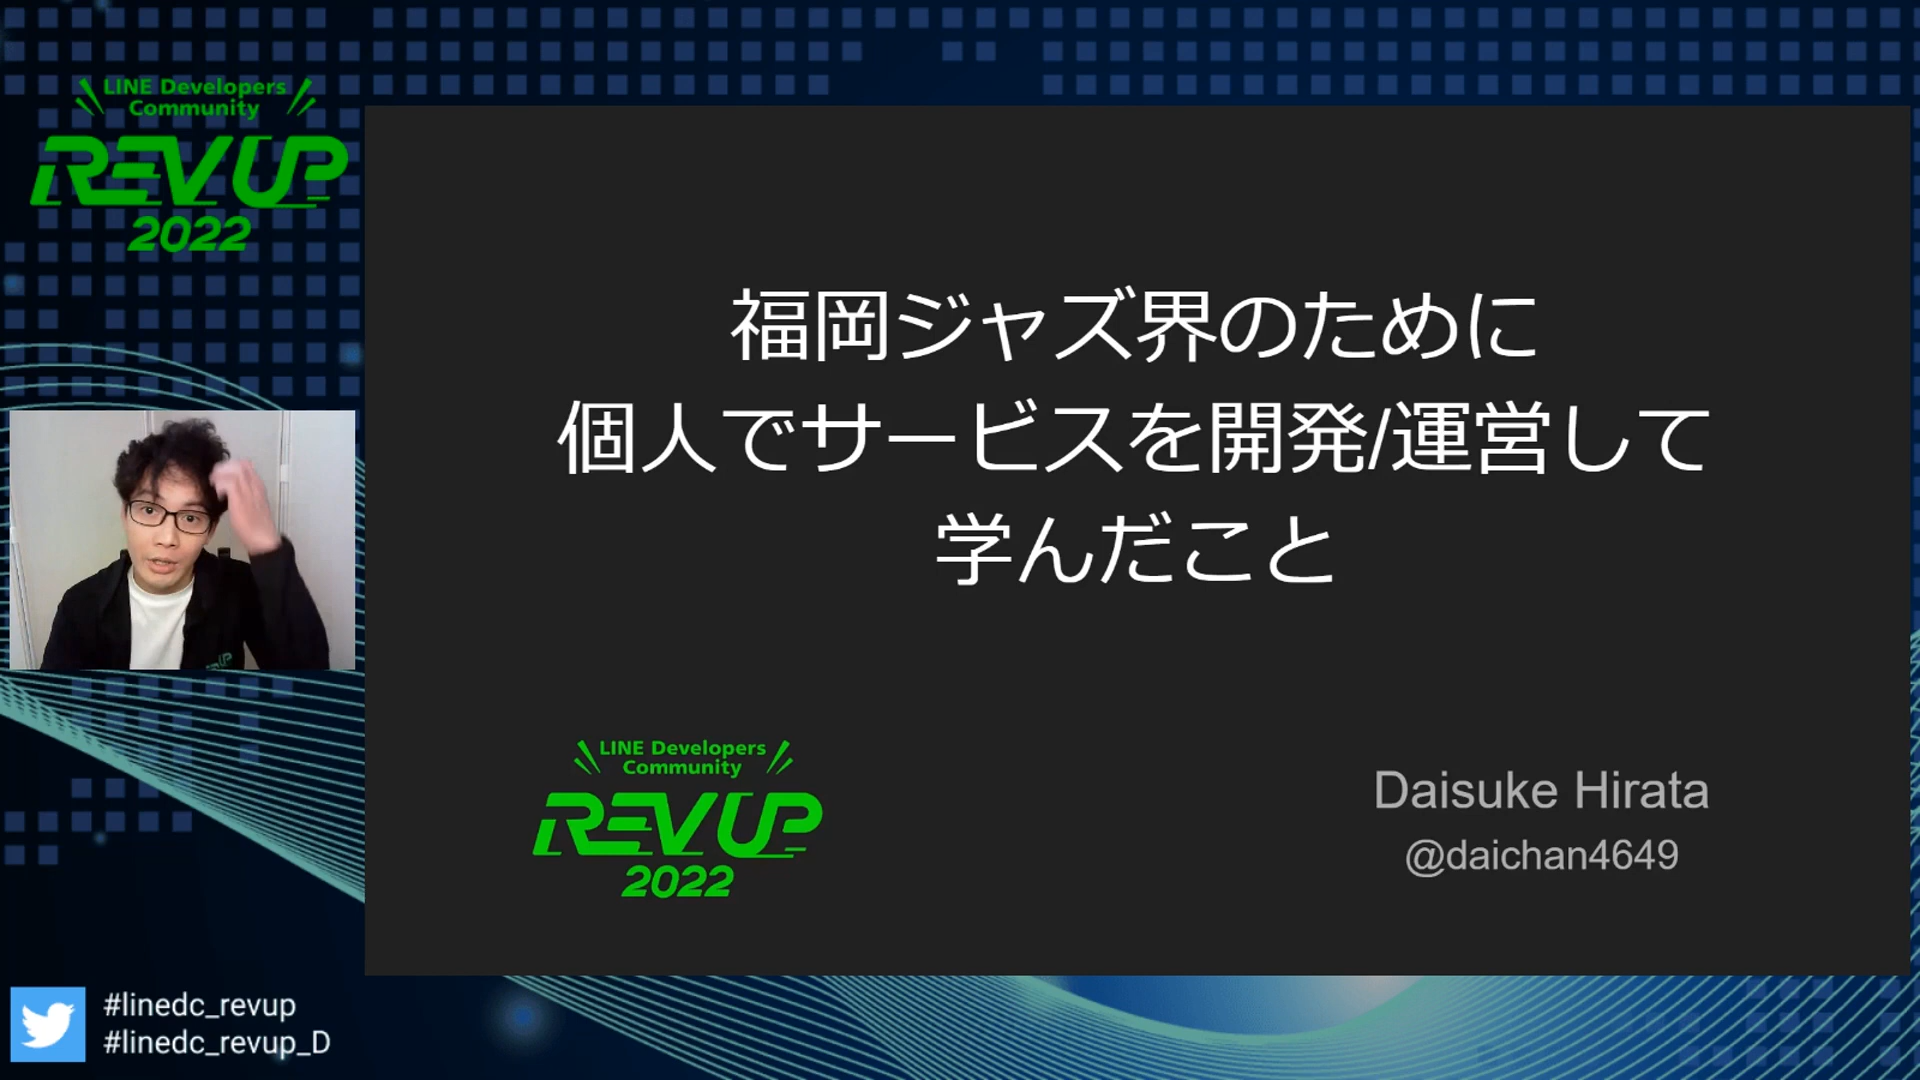 LINE Developers
Community
REVUP
2022
福岡ジャズ界のために
個人でサービスを開発/運営して
学んだこと
LINE Developers
Community
REVUP
2022
Daisuke Hirata
@daichan4649
#linedc_revup
#linedc_revup_D